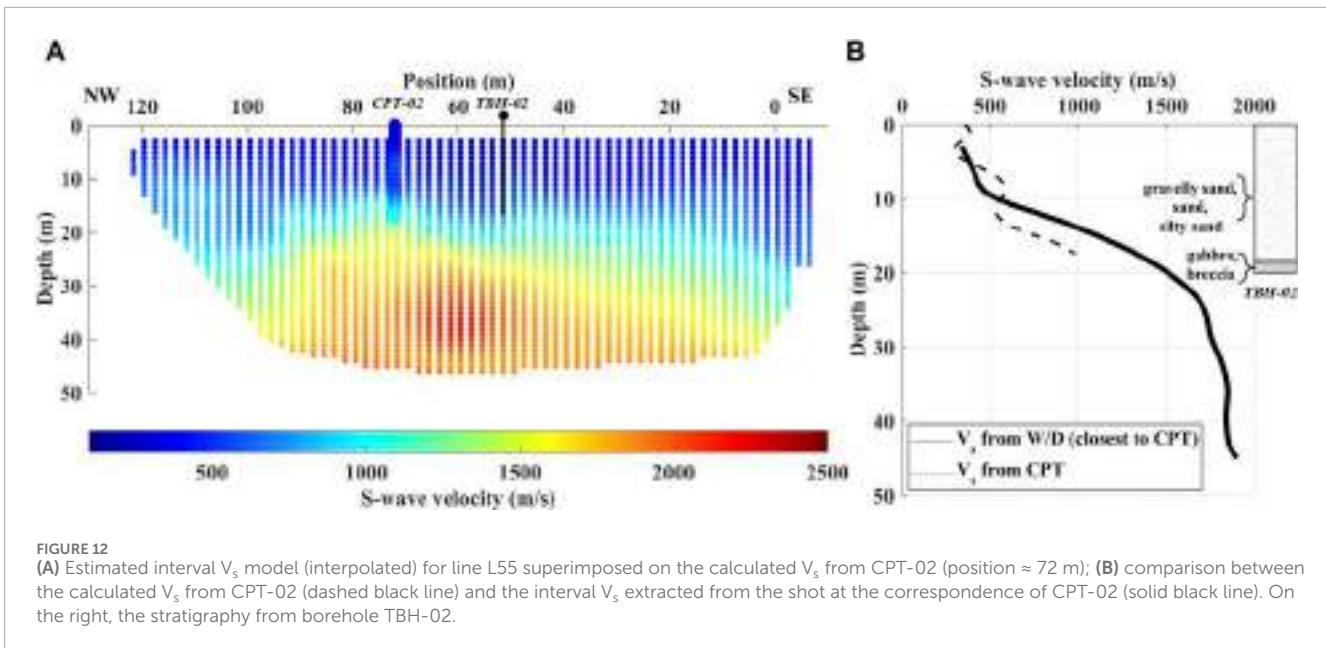 A
Position (m)
NW 120 100 80 CPT-02 60 TBH-02 40 20 0 SE
0
10
20
30
40
50
Depth (m)
500 1000 1500 2000 2500
S-wave velocity (m/s)
B
S-wave velocity (m/s)
0 500 1000 1500 2000
0
10
20
30
40
50
Depth (m)
gravelly sand,
sand,
silty sand
gabbro,
breccia
TBH-02
Vs from W/D (closest to CPT)
Vs from CPT
FIGURE 12
(A) Estimated interval Vs model (interpolated) for line L55 superimposed on the calculated Vs from CPT-02 (position ≈ 72 m); (B) comparison between
the calculated Vs from CPT-02 (dashed black line) and the interval Vs extracted from the shot at the correspondence of CPT-02 (solid black line). On
the right, the stratigraphy from borehole TBH-02.